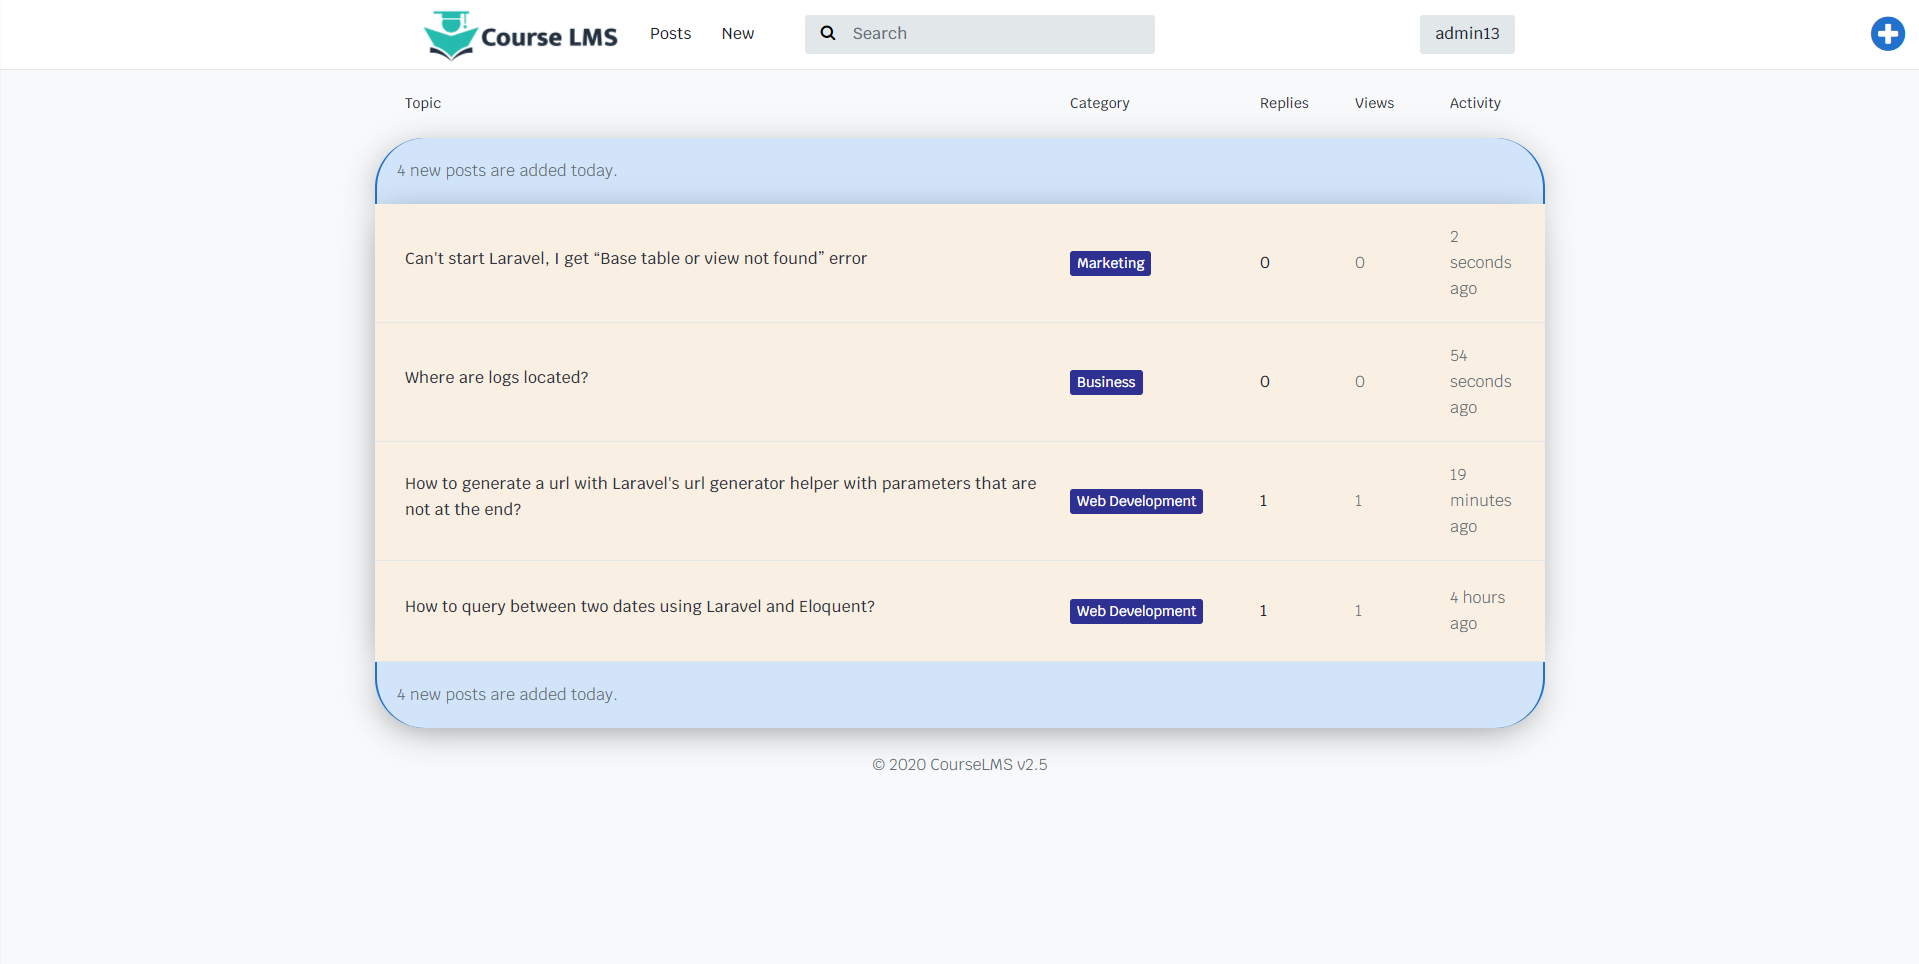 Course LMS Posts New Search admin13
Topic Category Replies Views Activity
4 new posts are added today.
Can't start Laravel, I get “Base table or view not found” error Marketing 0 0 2 seconds ago
Where are logs located? Business 0 0 54 seconds ago
How to generate a url with Laravel's url generator helper with parameters that are
not at the end? Web Development 1 1 19 minutes ago
How to query between two dates using Laravel and Eloquent? Web Development 1 1 4 hours ago
4 new posts are added today.
© 2020 CourseLMS v2.5